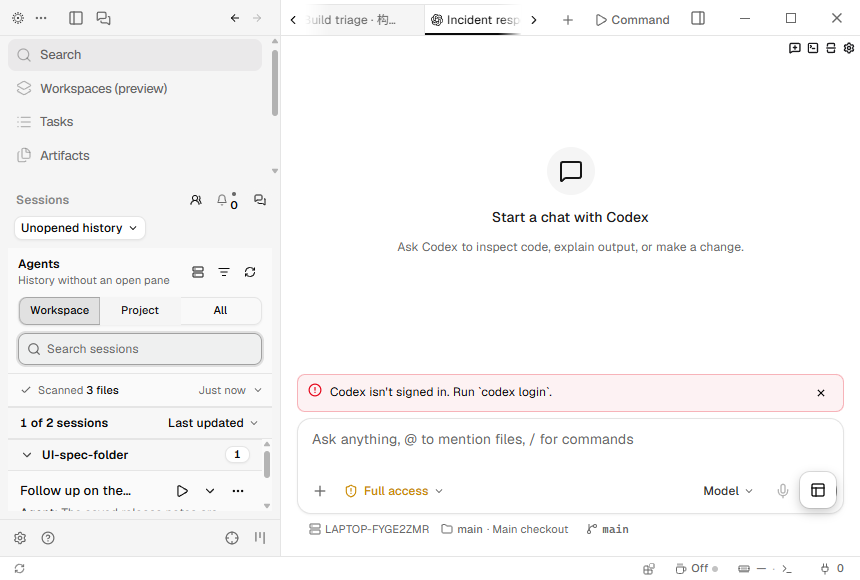 Build triage · 构...
Incident resp
Command
Search
Workspaces (preview)
Tasks
Artifacts
Sessions
0
Unopened history
Agents
History without an open pane
Workspace
Project
All
Search sessions
Scanned 3 files
Just now
1 of 2 sessions
Last updated
UI-spec-folder
1
Follow up on the...
Start a chat with Codex
Ask Codex to inspect code, explain output, or make a change.
Codex isn't signed in. Run `codex login`.
Ask anything, @ to mention files, / for commands
Full access
Model
LAPTOP-FYGE2ZMR
main · Main checkout
main
Off
0